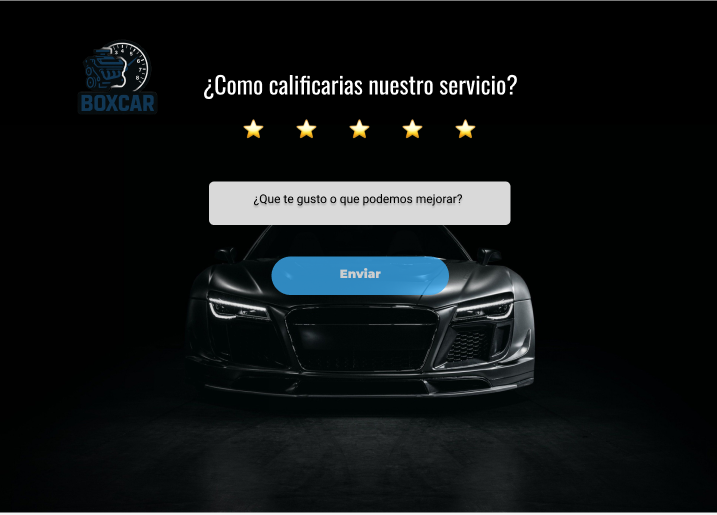 BOXCAR
¿Como calificarias nuestro servicio?
¿Que te gusto o que podemos mejorar?
Enviar